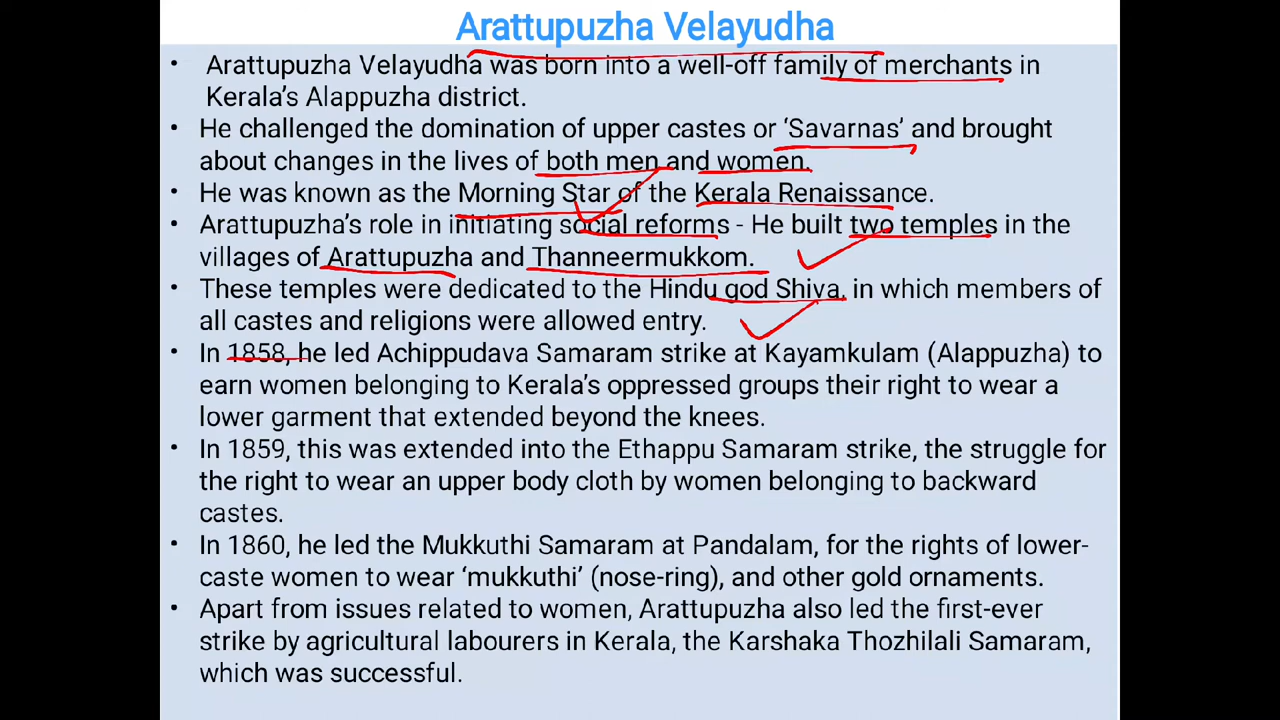 Arattupuzha Velayudha
• Arattupuzha Velayudha was born into a well-off family of merchants in
Kerala's Alappuzha district.
• He challenged the domination of upper castes or 'Savarnas' and brought
about changes in the lives of both men and women.
• He was known as the Morning Star of the Kerala Renaissance.
• Arattupuzha's role in initiating social reforms - He built two temples in the
villages of Arattupuzha and Thanneermukkom.
• These temples were dedicated to the Hindu god Shiva, in which members of
all castes and religions were allowed entry.
• In 1858, he led Achippudava Samaram strike at Kayamkulam (Alappuzha) to
earn women belonging to Kerala's oppressed groups their right to wear a
lower garment that extended beyond the knees.
• In 1859, this was extended into the Ethappu Samaram strike, the struggle for
the right to wear an upper body cloth by women belonging to backward
castes.
• In 1860, he led the Mukkuthi Samaram at Pandalam, for the rights of lower-
caste women to wear 'mukkuthi' (nose-ring), and other gold ornaments.
• Apart from issues related to women, Arattupuzha also led the first-ever
strike by agricultural labourers in Kerala, the Karshaka Thozhilali Samaram,
which was successful.